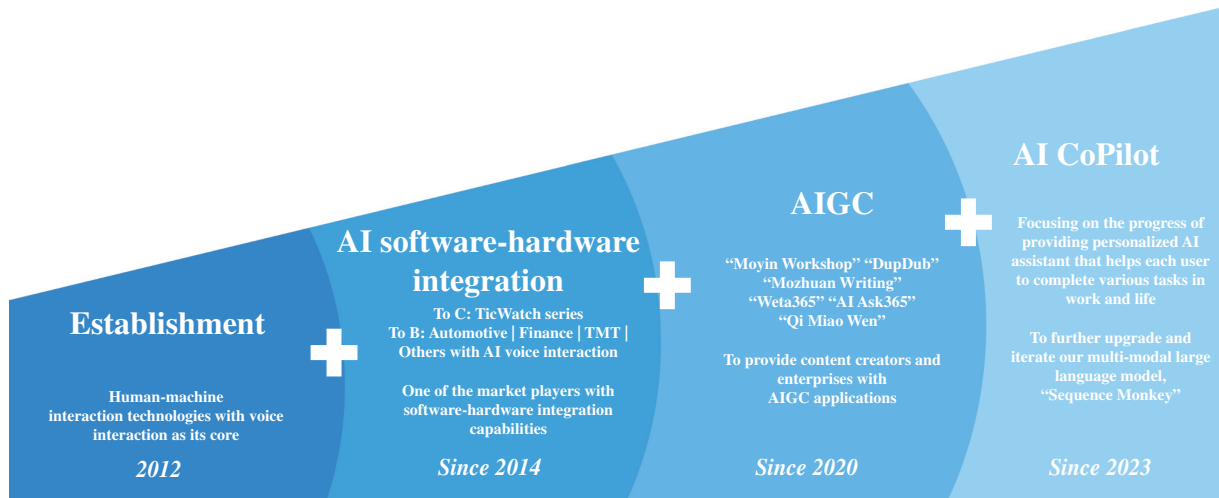 Establishment
Human-machine
interaction technologies with voice
interaction as its core
2012
AI software-hardware
integration
To C: TicWatch series
To B: Automotive | Finance | TMT |
Others with AI voice interaction
One of the market players with
software-hardware integration
capabilities
Since 2014
AIGC
“Moyin Workshop” “DupDub”
“Mozhuan Writing”
“Weta365” “AI Ask365”
“Qi Miao Wen”
To provide content creators and
enterprises with
AIGC applications
Since 2020
AI CoPilot
Focusing on the progress of
providing personalized AI
assistant that helps each user
to complete various tasks in
work and life
To further upgrade and
iterate our multi-modal large
language model,
“Sequence Monkey”
Since 2023